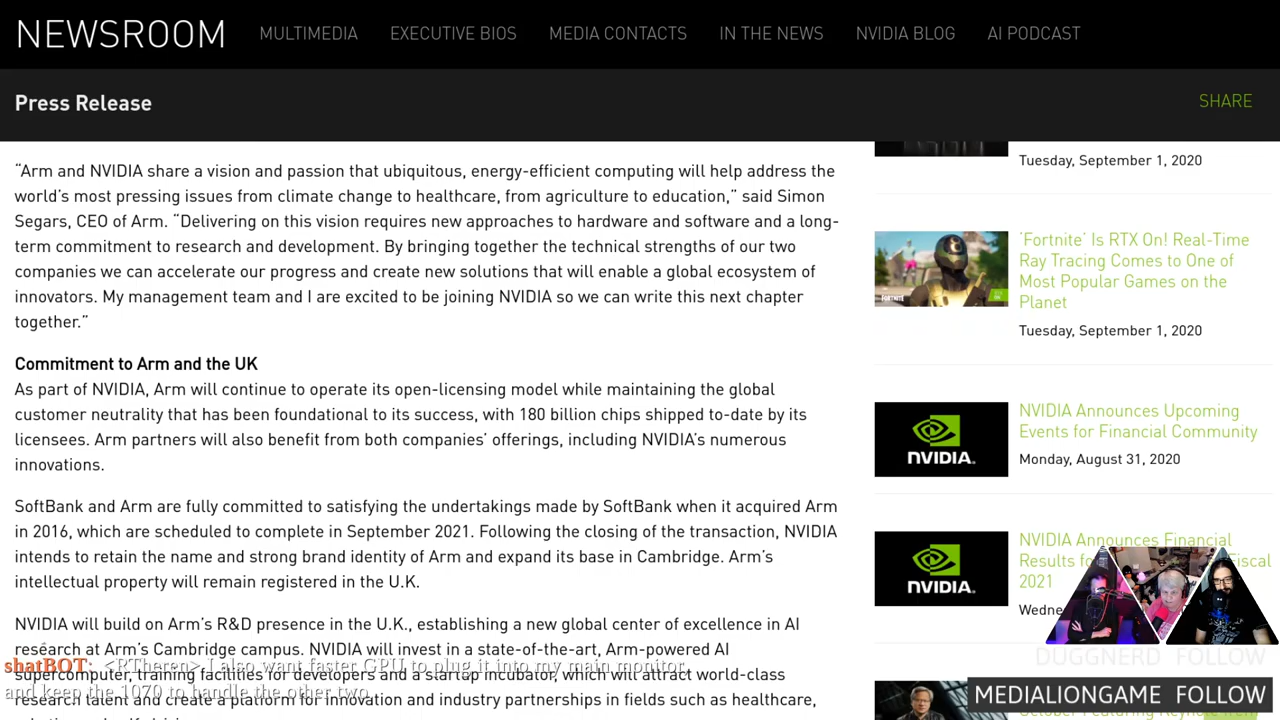 NEWSROOM
MULTIMEDIA
EXECUTIVE BIOS
MEDIA CONTACTS
IN THE NEWS
NVIDIA BLOG
AI PODCAST
Press Release
SHARE
“Arm and NVIDIA share a vision and passion that ubiquitous, energy-efficient computing will help address the
world’s most pressing issues from climate change to healthcare, from agriculture to education,” said Simon
Segars, CEO of Arm. “Delivering on this vision requires new approaches to hardware and software and a long-
term commitment to research and development. By bringing together the technical strengths of our two
companies we can accelerate our progress and create new solutions that will enable a global ecosystem of
innovators. My management team and I are excited to be joining NVIDIA so we can write this next chapter
together.”
Commitment to Arm and the UK
As part of NVIDIA, Arm will continue to operate its open-licensing model while maintaining the global
customer neutrality that has been foundational to its success, with 180 billion chips shipped to-date by its
licensees. Arm partners will also benefit from both companies’ offerings, including NVIDIA’s numerous
innovations.
SoftBank and Arm are fully committed to satisfying the undertakings made by SoftBank when it acquired Arm
in 2016, which are scheduled to complete in September 2021. Following the closing of the transaction, NVIDIA
intends to retain the name and strong brand identity of Arm and expand its base in Cambridge. Arm’s
intellectual property will remain registered in the U.K.
NVIDIA will build on Arm’s R&D presence in the U.K., establishing a new global center of excellence in AI
research at Arm’s Cambridge campus. NVIDIA will invest in a state-of-the-art, Arm-powered AI
supercomputer, training facilities for developers and a startup incubator, which will attract world-class
research talent and create a platform for innovation and industry partnerships in fields such as healthcare,
shatBOT: <RTheren> I also want faster GPU to plug it into my main monitor,
and keep the 1070 to handle the other two
Tuesday, September 1, 2020
FORTNITE
'Fortnite' Is RTX On! Real-Time
Ray Tracing Comes to One of
Most Popular Games on the
Planet
Tuesday, September 1, 2020
NVIDIA.
NVIDIA Announces Upcoming
Events for Financial Community
Monday, August 31, 2020
NVIDIA.
NVIDIA Announces Financial
Results Fiscal
2021
DUGGNERD FOLLOW
MEDIALIONGAME FOLLOW